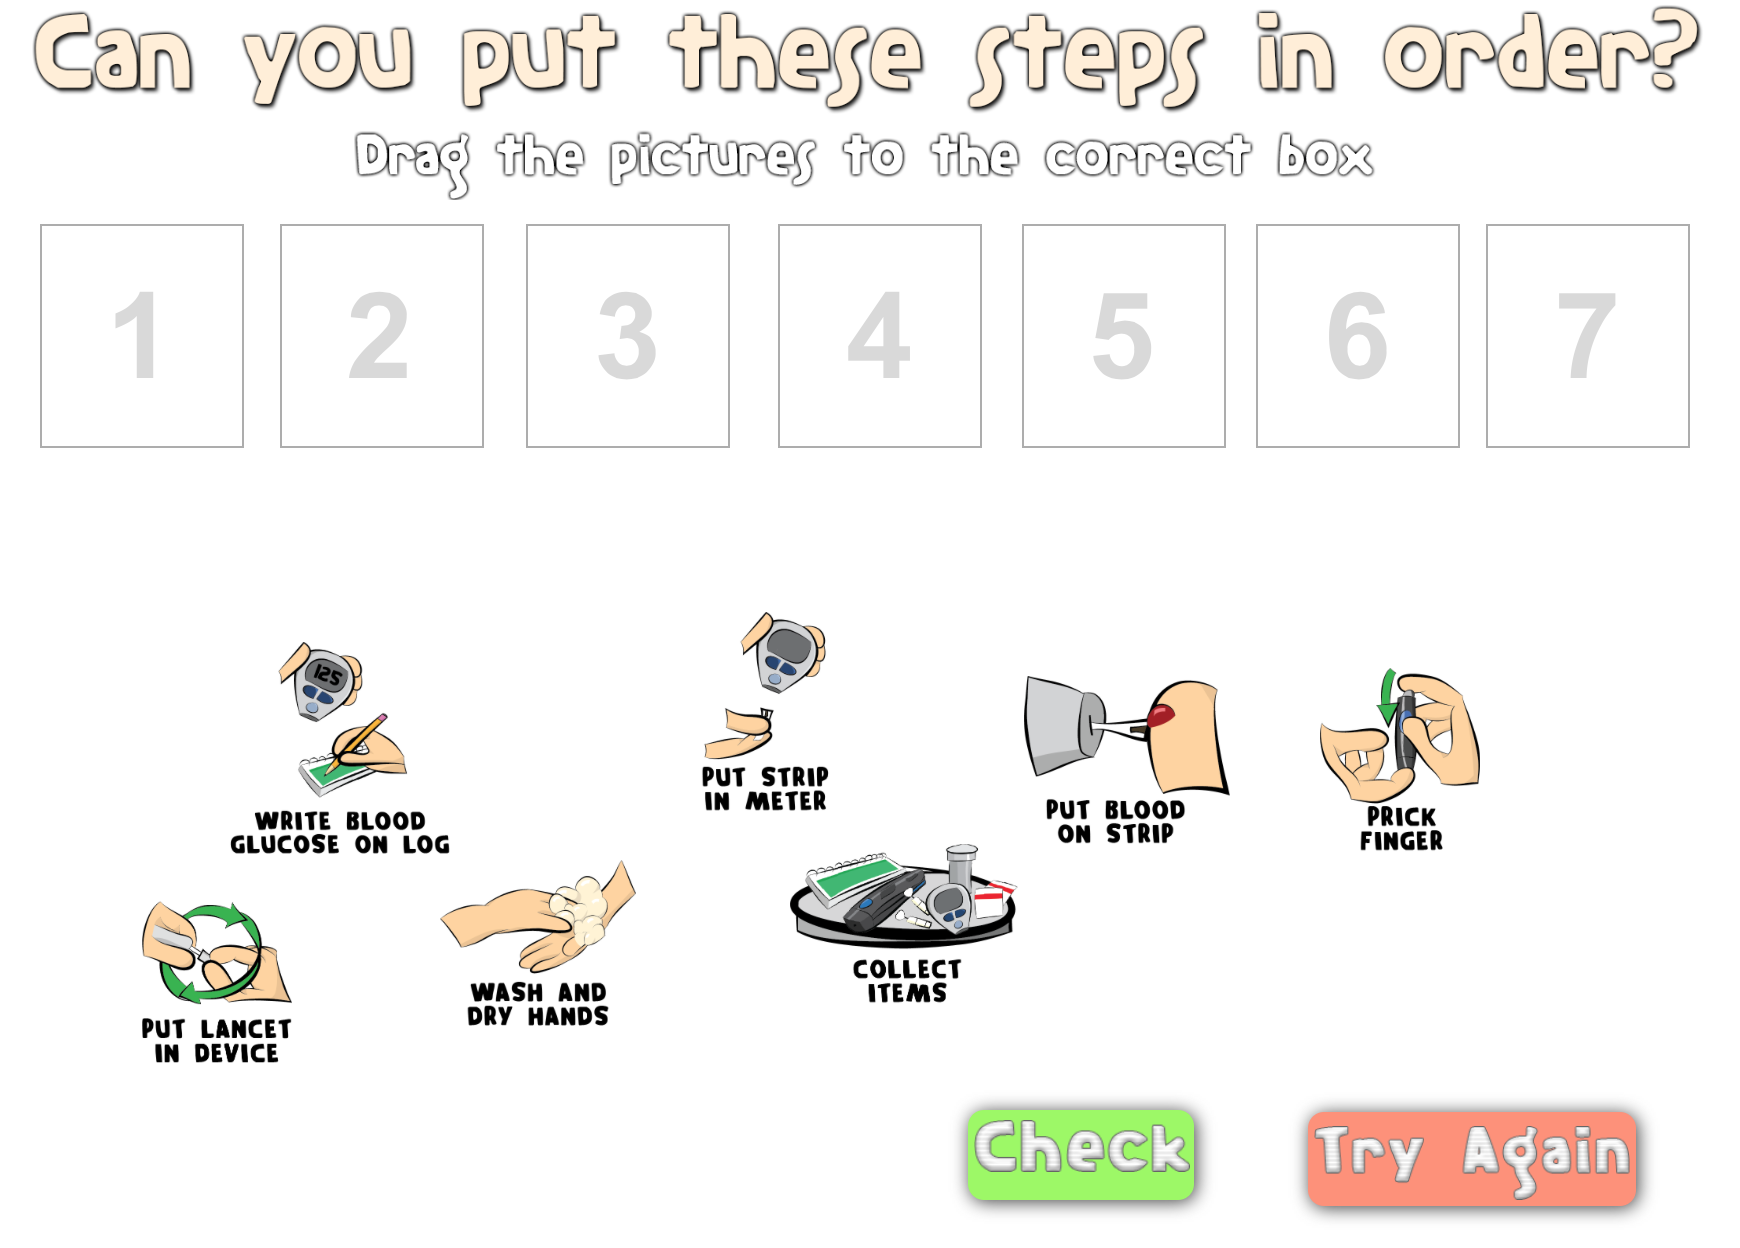 Can you put these steps in order?
Drag the pictures to the correct box
1 2 3 4 5 6 7
125
WRITE BLOOD
GLUCOSE ON LOG
PUT STRIP
IN METER
PUT BLOOD
ON STRIP
PRICK
FINGER
PUT LANCET
IN DEVICE
WASH AND
DRY HANDS
COLLECT
ITEMS
Check
Try Again